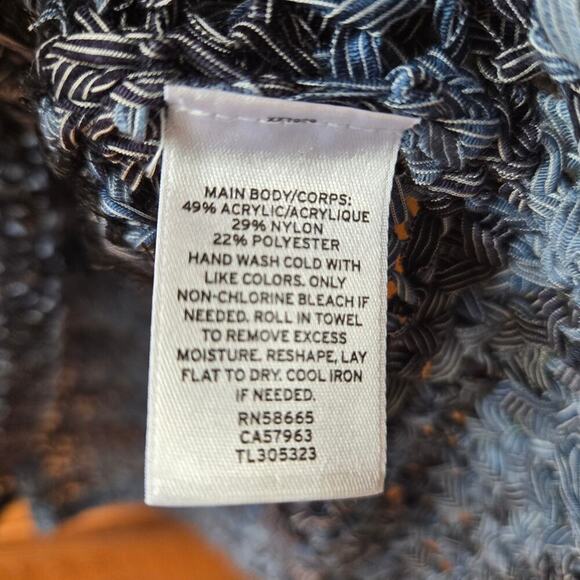 MAIN BODY/CORPS:
49% ACRYLIC/ACRYLIQUE
29% NYLON
22% POLYESTER
HAND WASH COLD WITH
LIKE COLORS. ONLY
NON-CHLORINE BLEACH IF
NEEDED. ROLL IN TOWEL
TO REMOVE EXCESS
MOISTURE. RESHAPE, LAY
FLAT TO DRY. COOL IRON
IF NEEDED.
RN58665
CA57963
TL305323